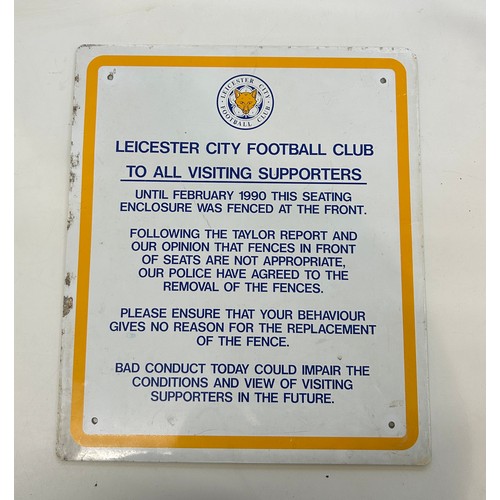 LEICESTER CITY
FOOTBALL CLUB
LEICESTER CITY FOOTBALL CLUB
TO ALL VISITING SUPPORTERS
UNTIL FEBRUARY 1990 THIS SEATING
ENCLOSURE WAS FENCED AT THE FRONT.
FOLLOWING THE TAYLOR REPORT AND
OUR OPINION THAT FENCES IN FRONT
OF SEATS ARE NOT APPROPRIATE,
OUR POLICE HAVE AGREED TO THE
REMOVAL OF THE FENCES.
PLEASE ENSURE THAT YOUR BEHAVIOUR
GIVES NO REASON FOR THE REPLACEMENT
OF THE FENCE.
BAD CONDUCT TODAY COULD IMPAIR THE
CONDITIONS AND VIEW OF VISITING
SUPPORTERS IN THE FUTURE.